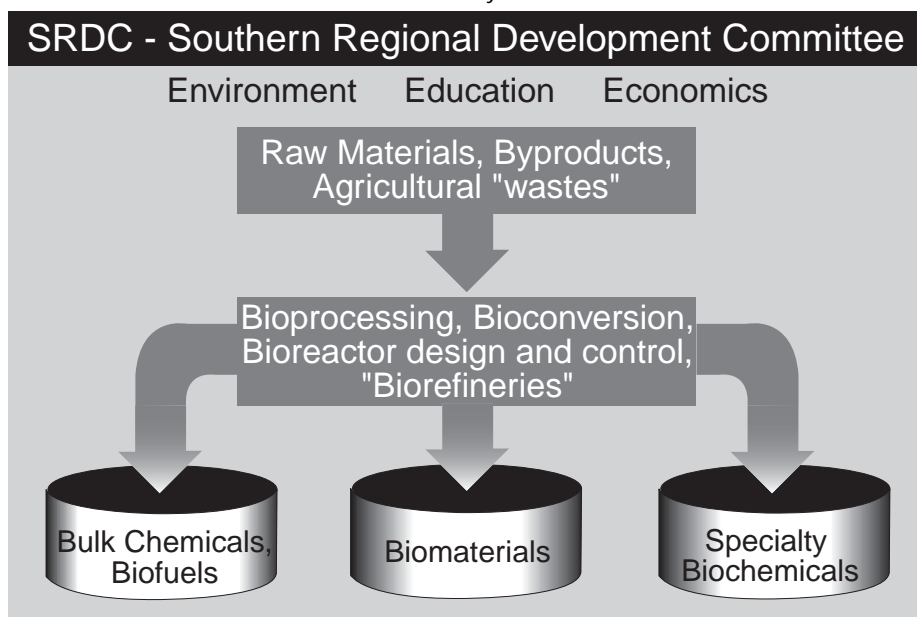 SRDC - Southern Regional Development Committee
Environment Education Economics
Raw Materials, Byproducts,
Agricultural "wastes"
Bioprocessing, Bioconversion,
Bioreactor design and control,
"Biorefineries"
Bulk Chemicals,
Biofuels
Biomaterials
Specialty
Biochemicals